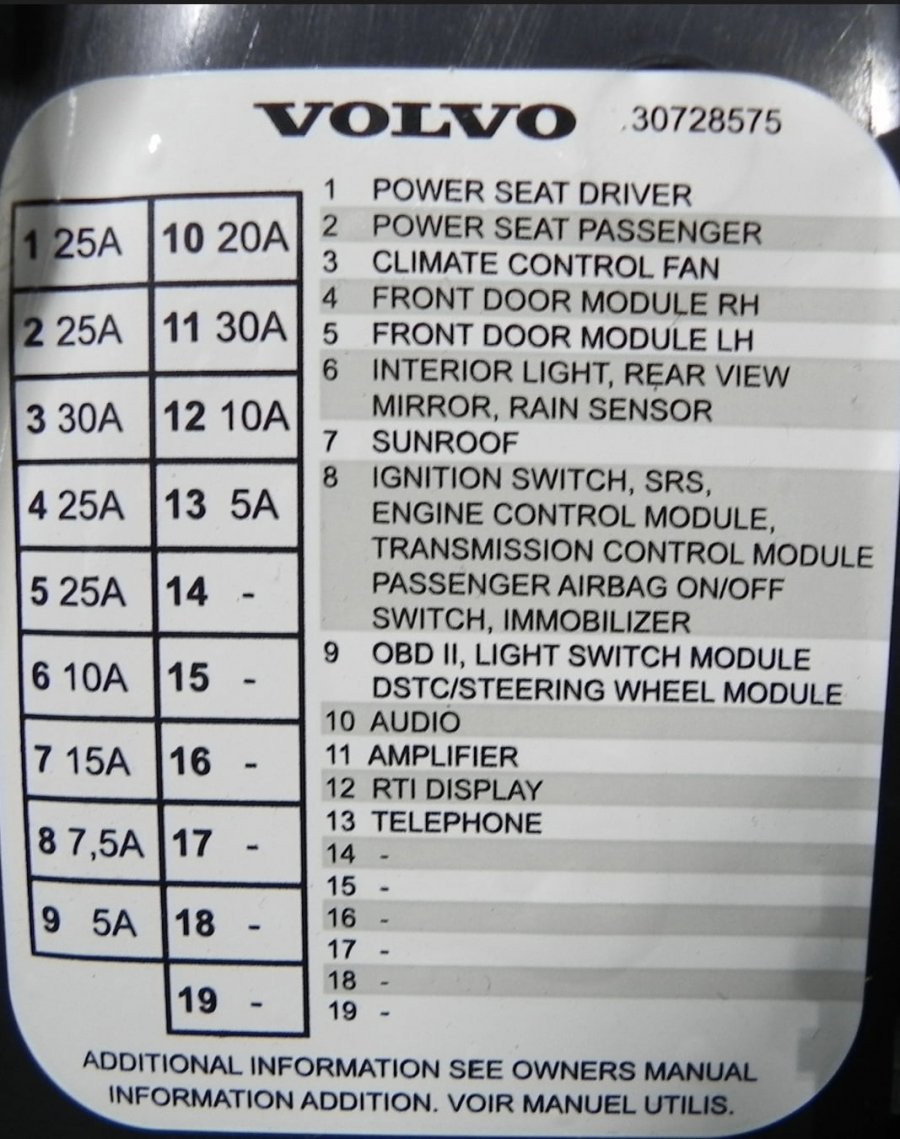 VOLVO 30728575
1 25A 10 20A
2 25A 11 30A
3 30A 12 10A
4 25A 13 5A
5 25A 14 -
6 10A 15 -
7 15A 16 -
8 7,5A 17 -
9 5A 18 -
19 -
1 POWER SEAT DRIVER
2 POWER SEAT PASSENGER
3 CLIMATE CONTROL FAN
4 FRONT DOOR MODULE RH
5 FRONT DOOR MODULE LH
6 INTERIOR LIGHT, REAR VIEW
MIRROR, RAIN SENSOR
7 SUNROOF
8 IGNITION SWITCH, SRS,
ENGINE CONTROL MODULE,
TRANSMISSION CONTROL MODULE
PASSENGER AIRBAG ON/OFF
SWITCH, IMMOBILIZER
9 OBD II, LIGHT SWITCH MODULE
DSTC/STEERING WHEEL MODULE
10 AUDIO
11 AMPLIFIER
12 RTI DISPLAY
13 TELEPHONE
14 -
15 -
16 -
17 -
18 -
19 -
ADDITIONAL INFORMATION SEE OWNERS MANUAL
INFORMATION ADDITION. VOIR MANUEL UTILIS.